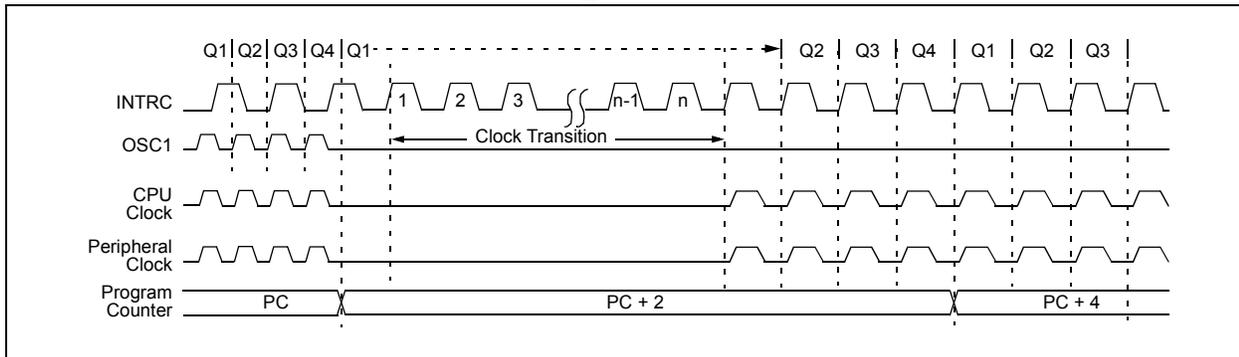 Q1 Q2 Q3 Q4 Q1 Q2 Q3 Q4 Q1 Q2 Q3
INTRC 1 2 3 n-1 n
OSC1 Clock Transition
CPU
Clock
Peripheral
Clock
Program
Counter
PC PC + 2 PC + 4